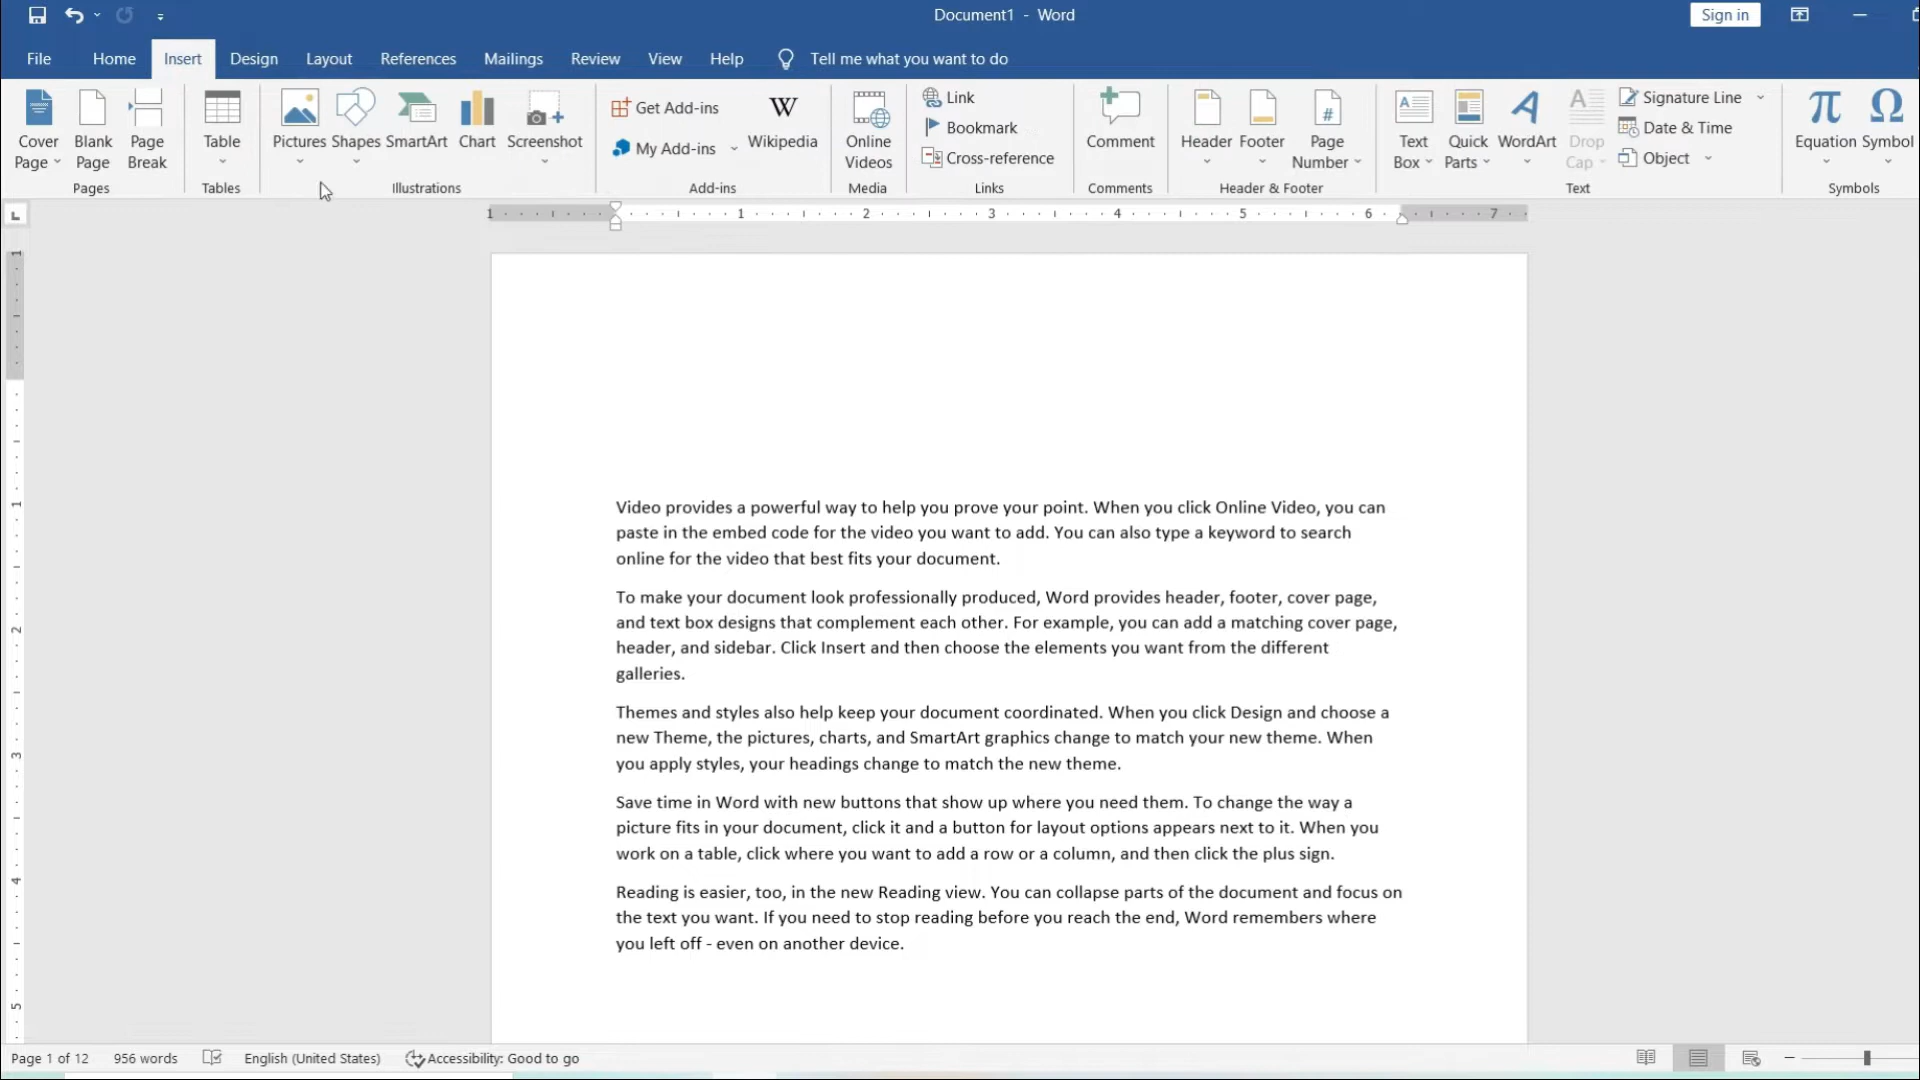 Document1 - Word
Sign in
File Home Insert Design Layout References Mailings Review View Help Tell me what you want to do
Cover Page
Blank Page
Page Break
Pages
Table
Tables
Pictures Shapes SmartArt Chart Screenshot
Illustrations
Get Add-ins
My Add-ins
W
Wikipedia
Add-ins
Online Videos
Media
Link
Bookmark
Cross-reference
Links
Comment
Comments
Header Footer
#
Page Number
Header & Footer
A
Text Box
Quick Parts
A
WordArt
A
Drop Cap
Signature Line
Date & Time
Object
Text
π
Equation
Ω
Symbol
Symbols
L
1 1 2 3 4 5 6 7
1
1
2
3
4
5
Video provides a powerful way to help you prove your point. When you click Online Video, you can
paste in the embed code for the video you want to add. You can also type a keyword to search
online for the video that best fits your document.
To make your document look professionally produced, Word provides header, footer, cover page,
and text box designs that complement each other. For example, you can add a matching cover page,
header, and sidebar. Click Insert and then choose the elements you want from the different
galleries.
Themes and styles also help keep your document coordinated. When you click Design and choose a
new Theme, the pictures, charts, and SmartArt graphics change to match your new theme. When
you apply styles, your headings change to match the new theme.
Save time in Word with new buttons that show up where you need them. To change the way a
picture fits in your document, click it and a button for layout options appears next to it. When you
work on a table, click where you want to add a row or a column, and then click the plus sign.
Reading is easier, too, in the new Reading view. You can collapse parts of the document and focus on
the text you want. If you need to stop reading before you reach the end, Word remembers where
you left off - even on another device.
Page 1 of 12 956 words English (United States) Accessibility: Good to go